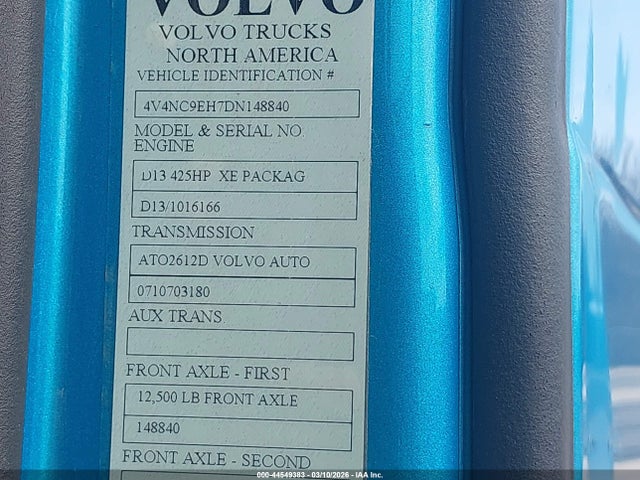 VOLVO
VOLVO TRUCKS
NORTH AMERICA
VEHICLE IDENTIFICATION #
4V4NC9EH7DN148840
MODEL & SERIAL NO.
ENGINE
D13 425HP XE PACKAG
D13/1016166
TRANSMISSION
ATO2612D VOLVO AUTO
0710703180
AUX TRANS.
FRONT AXLE - FIRST
12,500 LB FRONT AXLE
148840
FRONT AXLE - SECOND
000-44549383 - 03/10/2026 - IAA Inc.